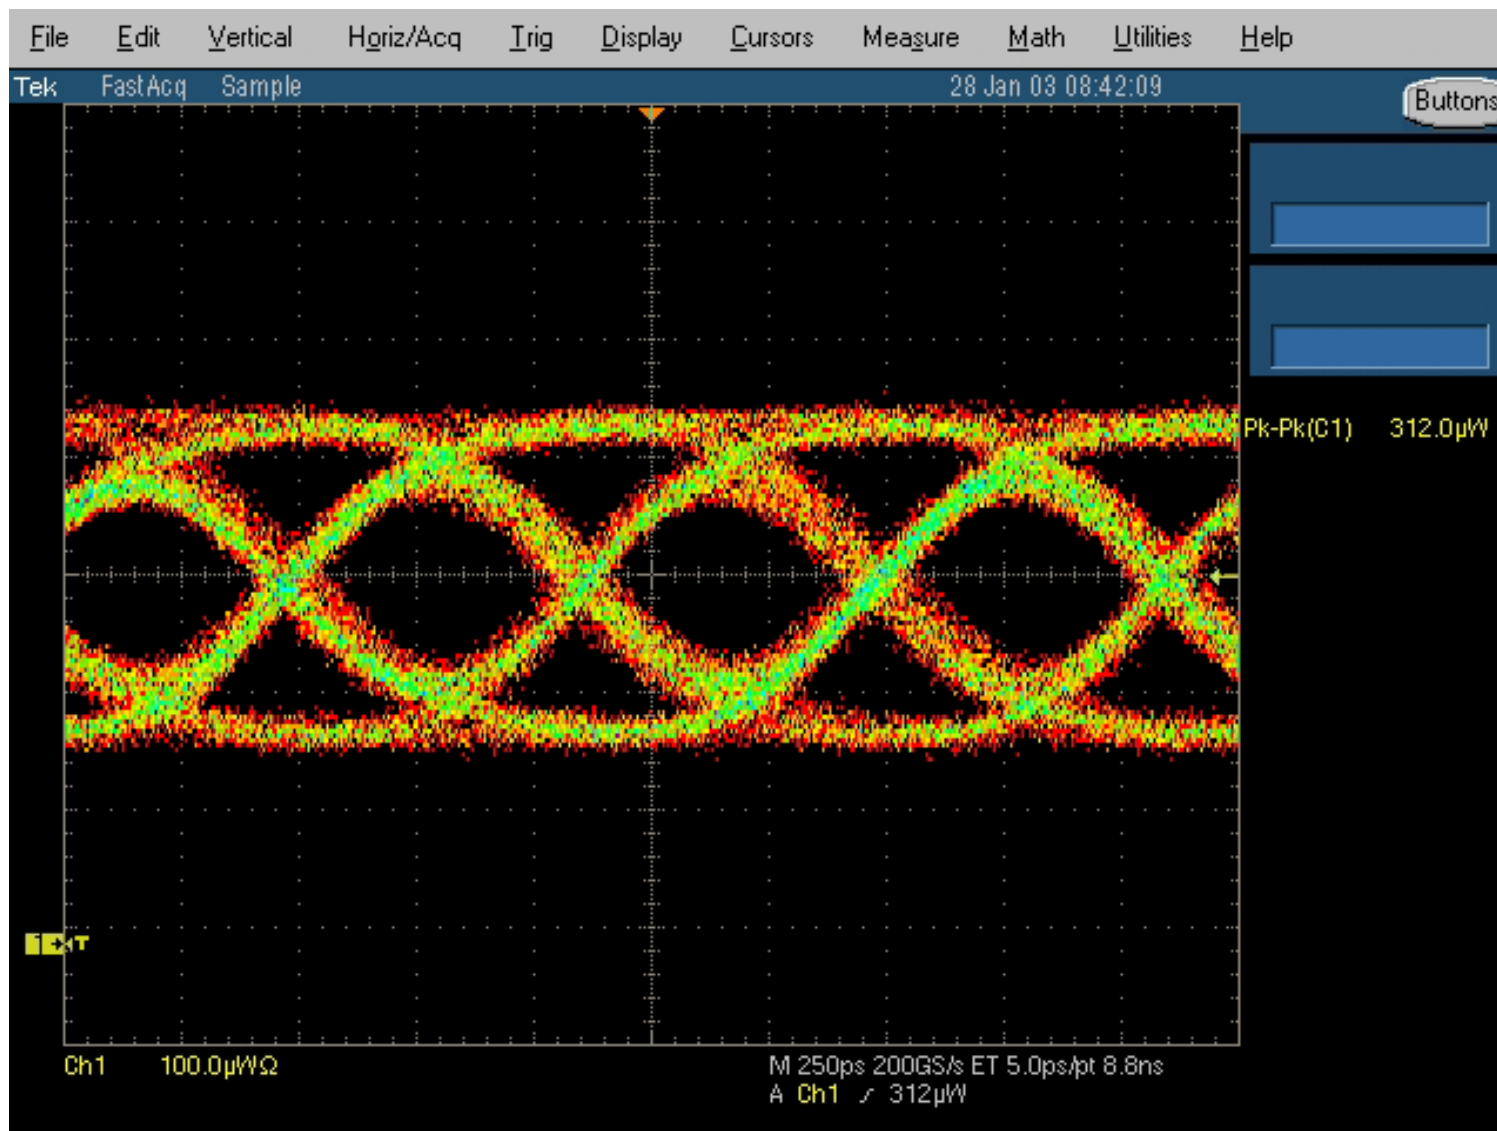 File Edit Vertical Horiz/Acq Trig Display Cursors Measure Math Utilities Help
Tek FastAcq Sample 28 Jan 03 08:42:09
Buttons
Pk-Pk(C1) 312.0µW
1 T
Ch1 100.0µWΩ M 250ps 200GS/s ET 5.0ps/pt 8.8ns
A Ch1 312µW